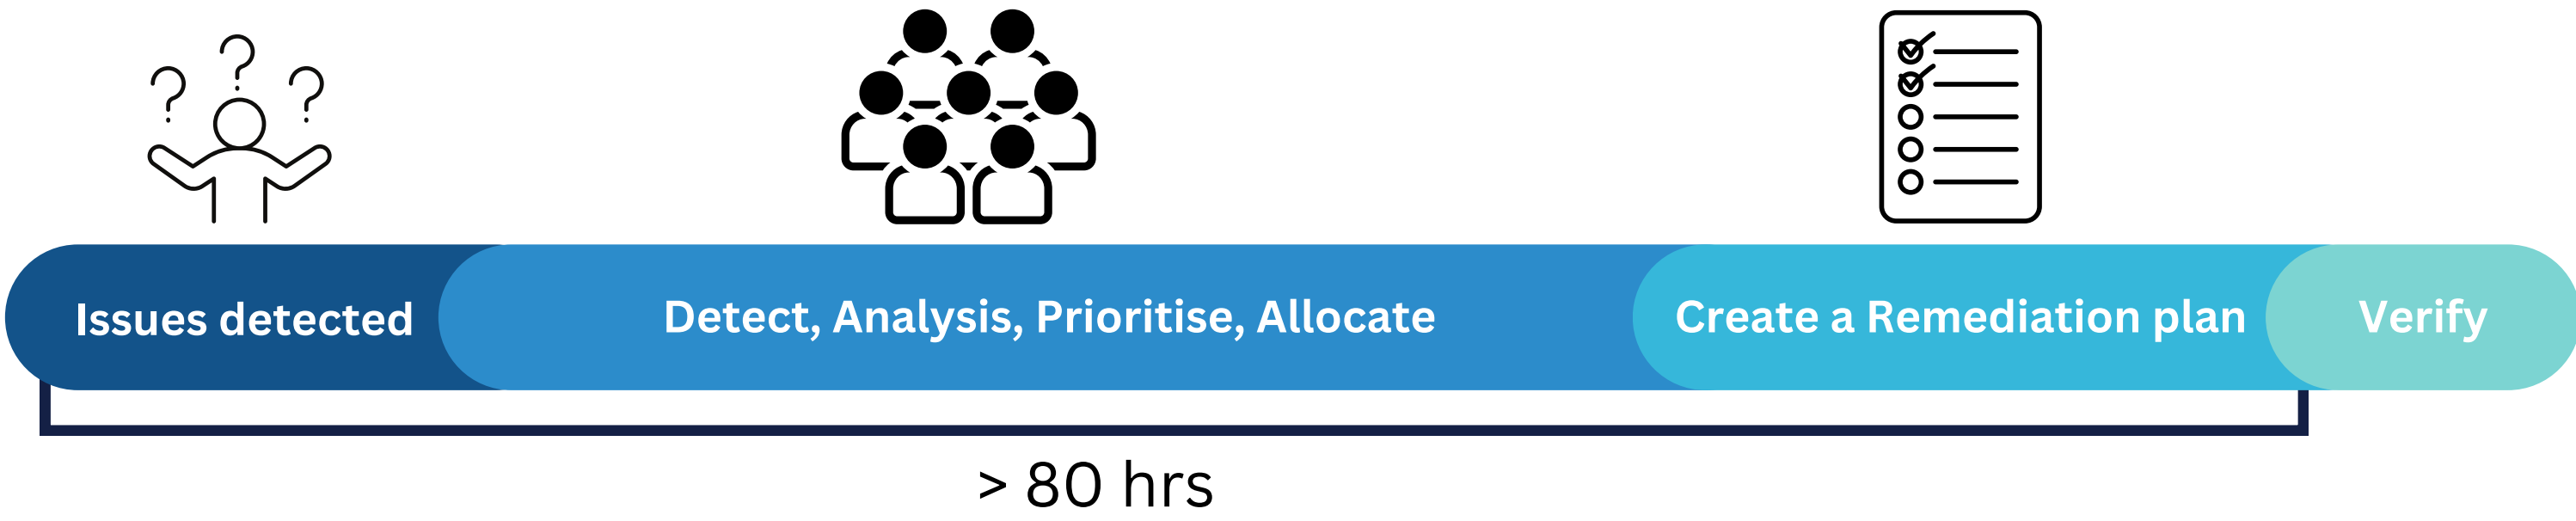 ? ? ?
Issues detected
Detect, Analysis, Prioritise, Allocate
Create a Remediation plan
Verify
> 80 hrs